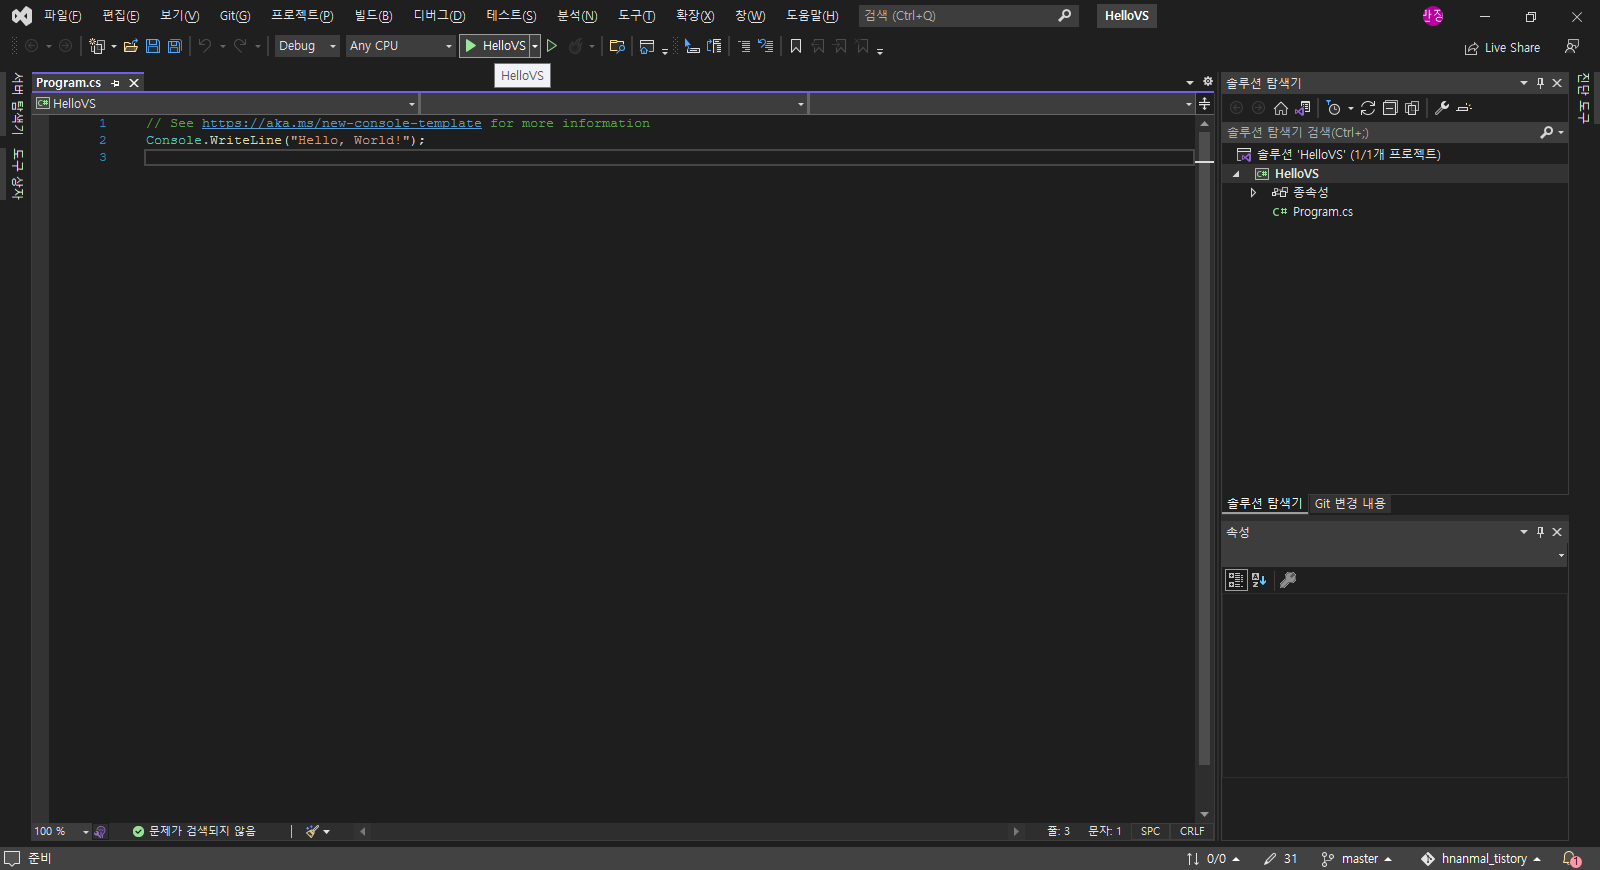 파일(F) 편집(E) 보기(V) Git(G) 프로젝트(P) 빌드(B) 디버그(D) 테스트(S) 분석(N) 도구(T) 확장(X) 창(W) 도움말(H) 검색 (Ctrl+Q) HelloVS
Debug Any CPU HelloVS Live Share
HelloVS
서버 탐색기
도구 상자
Program.cs
HelloVS
1 // See https://aka.ms/new-console-template for more information
2 Console.WriteLine("Hello, World!");
3
100 % 문제가 검색되지 않음 줄: 3 문자: 1 SPC CRLF
솔루션 탐색기
솔루션 탐색기 검색(Ctrl+;)
솔루션 'HelloVS' (1/1개 프로젝트)
C# HelloVS
종속성
C# Program.cs
솔루션 탐색기 Git 변경 내용
속성
진단 도구
준비 0/0 31 master hnanmal_tistory 1